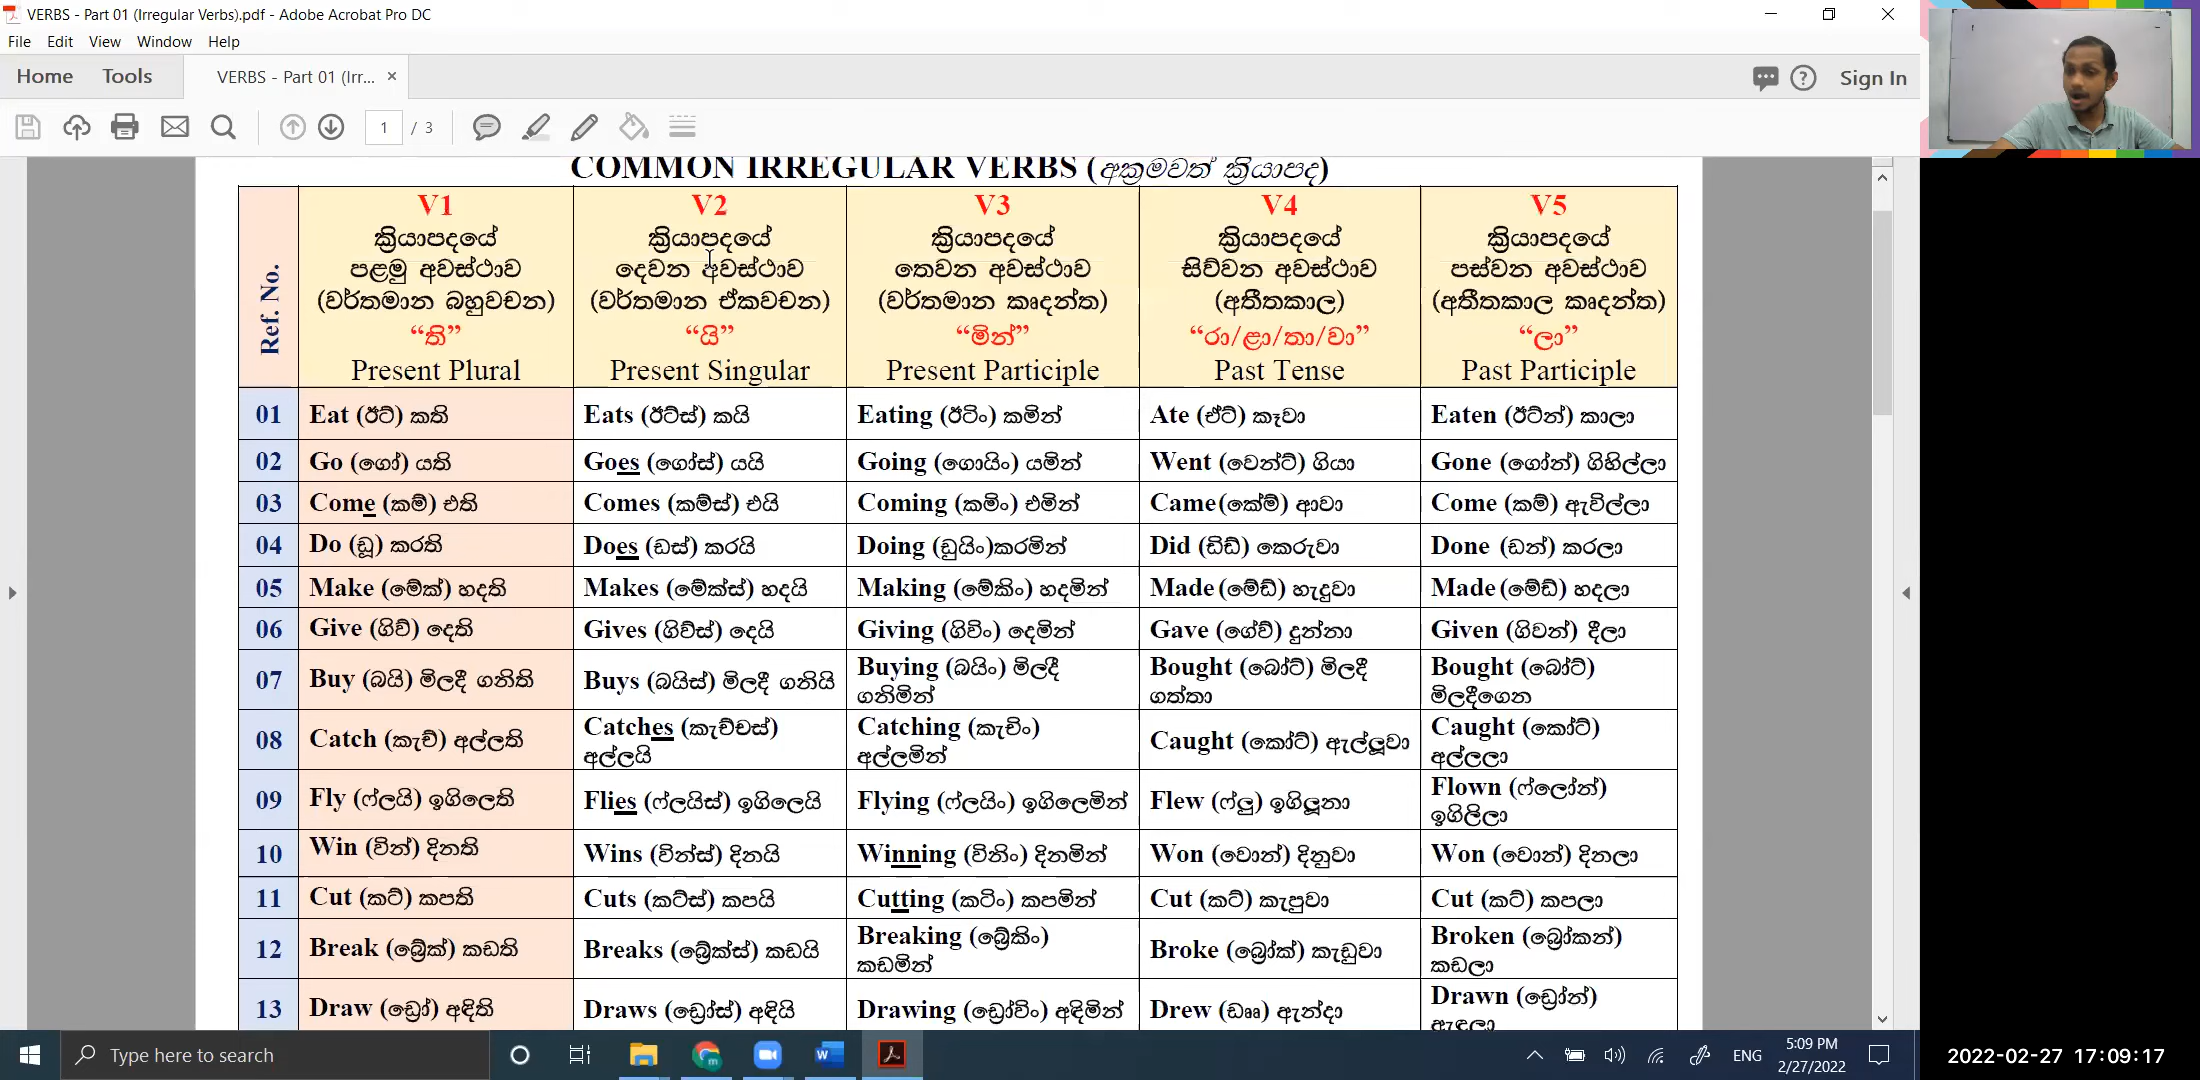 VERBS - Part 01 (Irregular Verbs).pdf - Adobe Acrobat Pro DC
File Edit View Window Help
Home Tools VERBS - Part 01 (Irr... × Sign In
1 / 3
COMMON IRREGULAR VERBS (අක්‍රමවත් ක්‍රියාපද)
Ref. No.
V1
ක්‍රියාපදයේ
පළමු අවස්ථාව
(වර්තමාන බහුවචන)
“ති”
Present Plural
V2
ක්‍රියාපදයේ
දෙවන අවස්ථාව
(වර්තමාන ඒකවචන)
“යි”
Present Singular
V3
ක්‍රියාපදයේ
තෙවන අවස්ථාව
(වර්තමාන කෘදන්ත)
“මින්”
Present Participle
V4
ක්‍රියාපදයේ
සිව්වන අවස්ථාව
(අතීතකාල)
“රා/ළා/තා/වා”
Past Tense
V5
ක්‍රියාපදයේ
පස්වන අවස්ථාව
(අතීතකාල කෘදන්ත)
“ලා”
Past Participle
01 Eat (ඊට්) කති Eats (ඊට්ස්) කයි Eating (ඊටිං) කමින් Ate (ඒට්) කෑවා Eaten (ඊට්න්) කාලා
02 Go (ගෝ) යති Goes (ගෝස්) යයි Going (ගොයිං) යමින් Went (වෙන්ට්) ගියා Gone (ගෝන්) ගිහිල්ලා
03 Come (කම්) එති Comes (කම්ස්) එයි Coming (කමිං) එමින් Came (කේම්) ආවා Come (කම්) ඇවිල්ලා
04 Do (ඩූ) කරති Does (ඩස්) කරයි Doing (ඩුයිං)කරමින් Did (ඩිඩ්) කෙරුවා Done (ඩන්) කරලා
05 Make (මේක්) හදති Makes (මේක්ස්) හදයි Making (මේකිං) හදමින් Made (මේඩ්) හැදුවා Made (මේඩ්) හදලා
06 Give (ගිව්) දෙති Gives (ගිව්ස්) දෙයි Giving (ගිවිං) දෙමින් Gave (ගේව්) දුන්නා Given (ගිවන්) දීලා
07 Buy (බයි) මිලදී ගනිති Buys (බයිස්) මිලදී ගනියි Buying (බයිං) මිලදී Bought (බෝට්) මිලදී Bought (බෝට්)
ගනිමින් ගත්තා මිලදීගෙන
08 Catch (කැච්) අල්ලති Catches (කැච්චස්) Catching (කැචිං) Caught (කෝට්) ඇල්ලූවා Caught (කෝට්)
අල්ලයි අල්ලමින් අල්ලලා
09 Fly (ෆ්ලයි) ඉගිලෙති Flies (ෆ්ලයිස්) ඉගිලෙයි Flying (ෆ්ලයිං) ඉගිලෙමින් Flew (ෆ්ලු) ඉගිලුනා Flown (ෆ්ලෝන්)
ඉගිලිලා
10 Win (වින්) දිනති Wins (වින්ස්) දිනයි Winning (විනිං) දිනමින් Won (වොන්) දිනුවා Won (වොන්) දිනලා
11 Cut (කට්) කපති Cuts (කට්ස්) කපයි Cutting (කටිං) කපමින් Cut (කට්) කැපුවා Cut (කට්) කපලා
12 Break (බ්‍රේක්) කඩති Breaks (බ්‍රේක්ස්) කඩයි Breaking (බ්‍රේකිං) Broke (බ්‍රෝක්) කැඩුවා Broken (බ්‍රෝකන්)
කඩමින් කඩලා
13 Draw (ඩ්‍රෝ) අඳිති Draws (ඩ්‍රෝස්) අඳියි Drawing (ඩ්‍රෝවිං) අඳිමින් Drew (ඩෲ) ඇන්දා Drawn (ඩ්‍රෝන්)
ඇඳලා
Type here to search ENG 5:09 PM
2/27/2022
2022-02-27 17:09:17